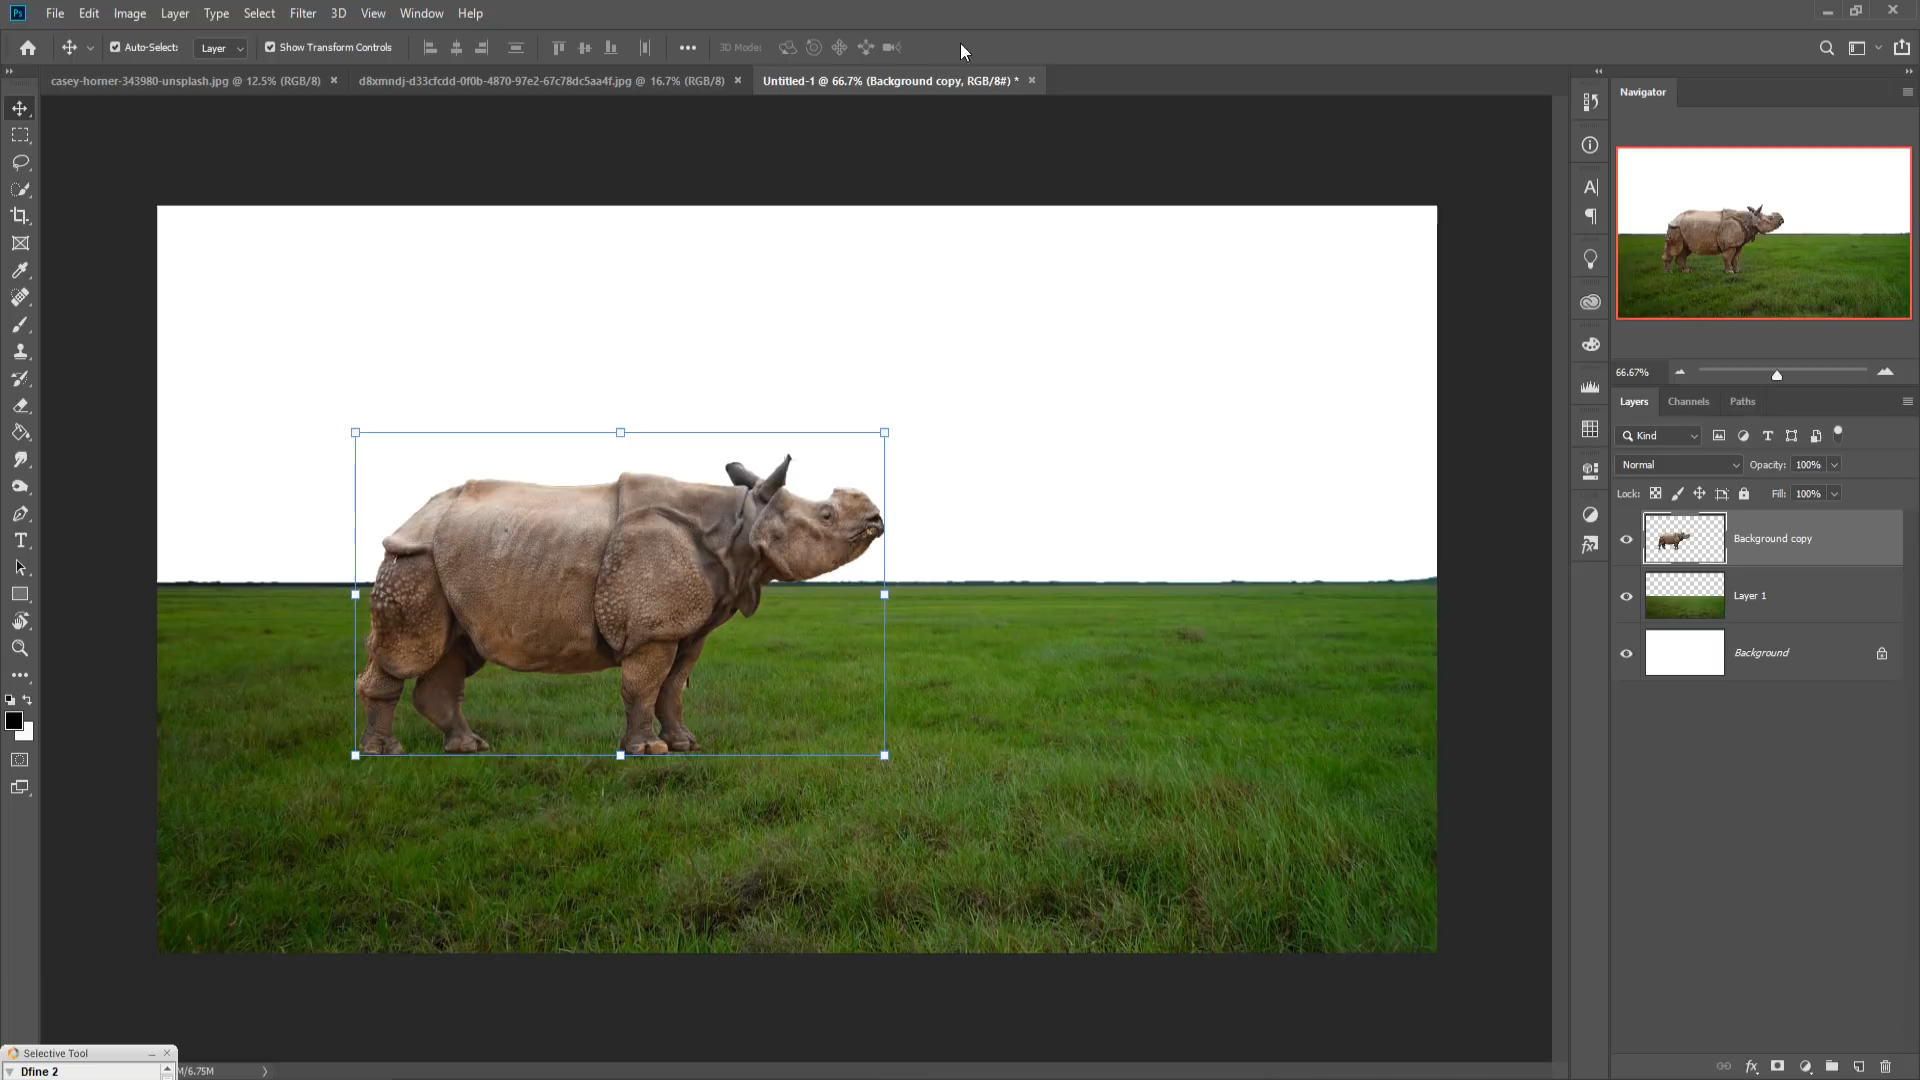 Ps File Edit Image Layer Type Select Filter 3D View Window Help
Auto-Select: Layer Show Transform Controls 3D Mode:
casey-horner-343980-unsplash.jpg @ 12.5% (RGB/8) d8xmndj-d33cfcdd-0f0b-4870-97e2-67c78dc5aa4f.jpg @ 16.7% (RGB/8) Untitled-1 @ 66.7% (Background copy, RGB/8#) *
Navigator
66.67%
Layers Channels Paths
Kind
Normal Opacity: 100%
Lock: Fill: 100%
Background copy
Layer 1
Background
Selective Tool
Dfine 2
M/6.75M